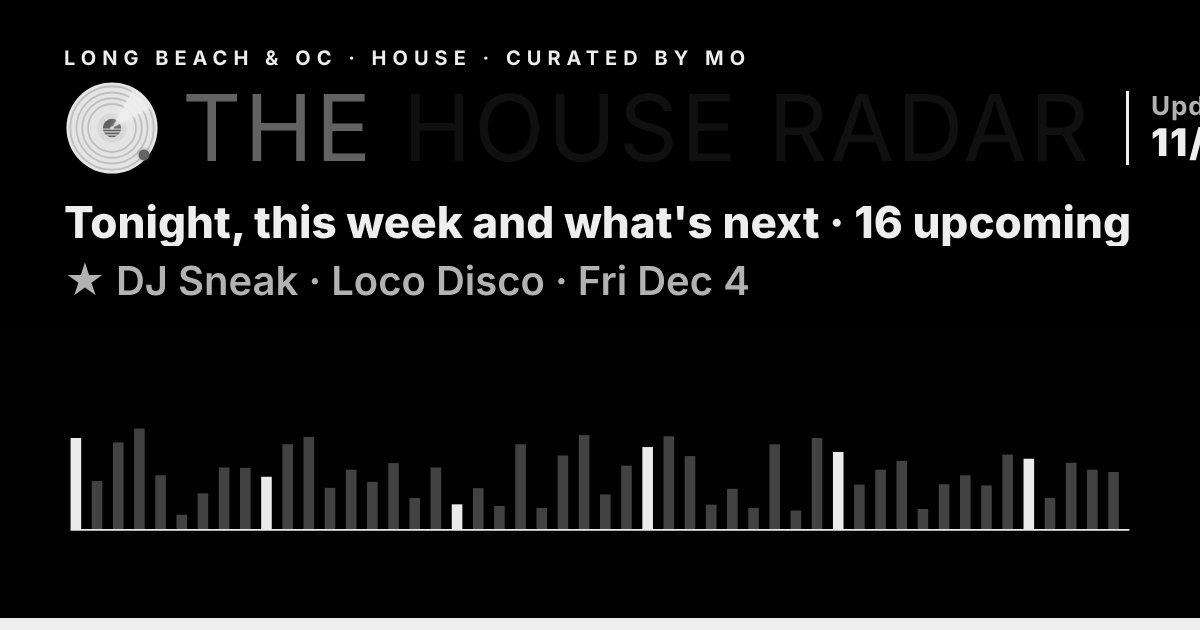 LONG BEACH & OC · HOUSE · CURATED BY MO
THE HOUSE RADAR
Tonight, this week and what's next · 16 upcoming
★ DJ Sneak · Loco Disco · Fri Dec 4